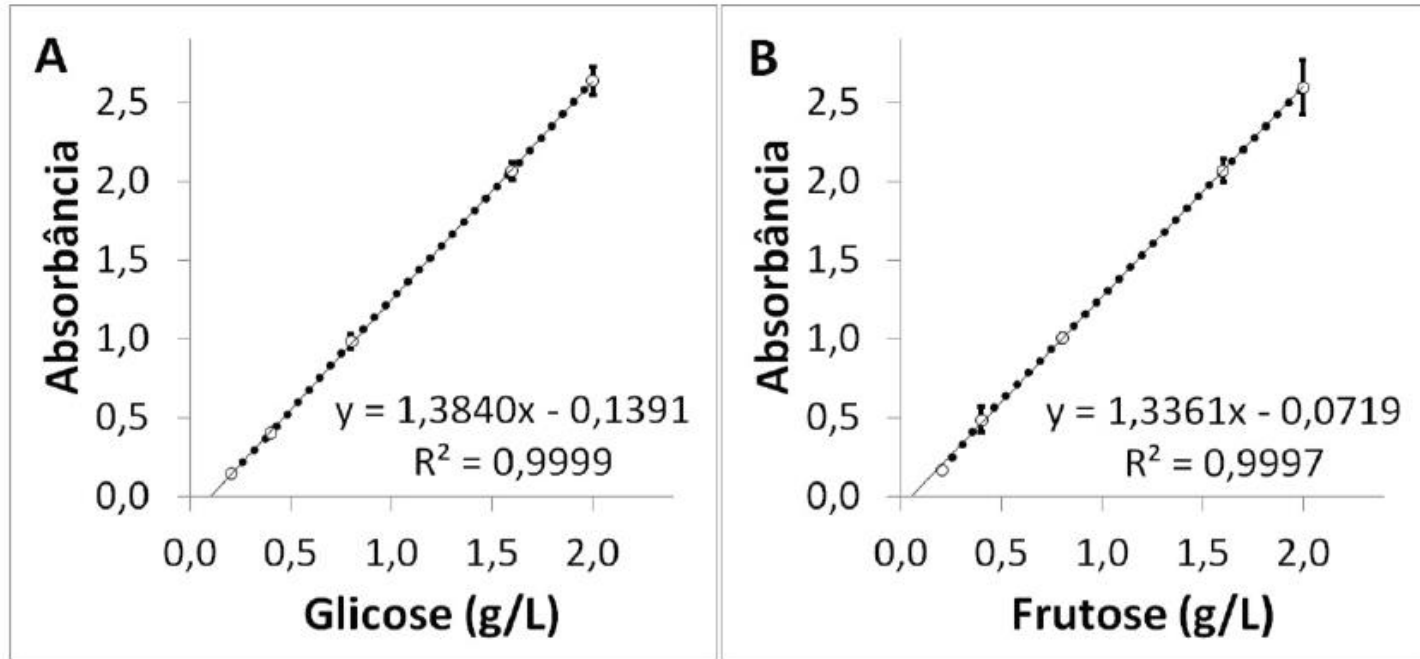 A
Absorbância
2,5
2,0
1,5
1,0
0,5
0,0
y = 1,3840x - 0,1391
R² = 0,9999
0,0 0,5 1,0 1,5 2,0
Glicose (g/L)
B
Absorbância
2,5
2,0
1,5
1,0
0,5
0,0
y = 1,3361x - 0,0719
R² = 0,9997
0,0 0,5 1,0 1,5 2,0
Frutose (g/L)